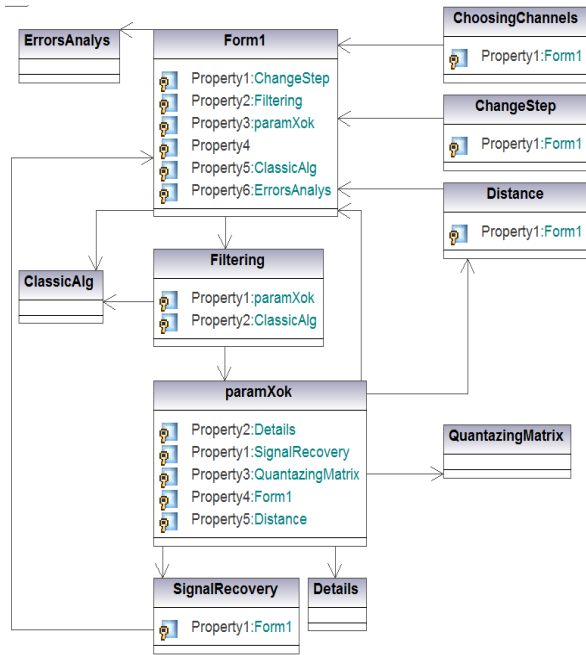 ErrorsAnalys
Form1
Property1:ChangeStep
Property2:Filtering
Property3:paramXok
Property4
Property5:ClassicAlg
Property6:ErrorsAnalys
ChoosingChannels
Property1:Form1
ChangeStep
Property1:Form1
Distance
Property1:Form1
ClassicAlg
Filtering
Property1:paramXok
Property2:ClassicAlg
paramXok
Property2:Details
Property1:SignalRecovery
Property3:QuantazingMatrix
Property4:Form1
Property5:Distance
QuantazingMatrix
SignalRecovery
Property1:Form1
Details